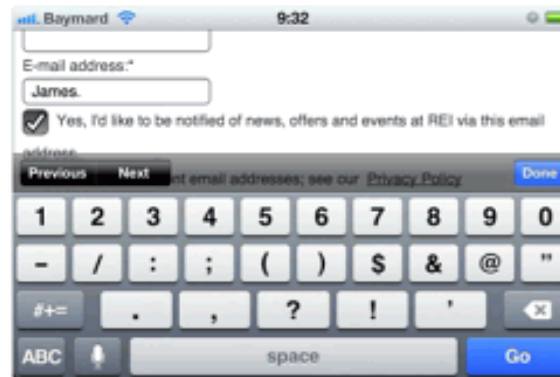 Baymard 9:32
E-mail address:*
James.
Yes, I'd like to be notified of news, offers and events at REI via this email
address.
Previous Next nt email addresses; see our Privacy Policy Done
1 2 3 4 5 6 7 8 9 0
- / : ; ( ) $ & @ "
#+= . , ? ! '
ABC space Go